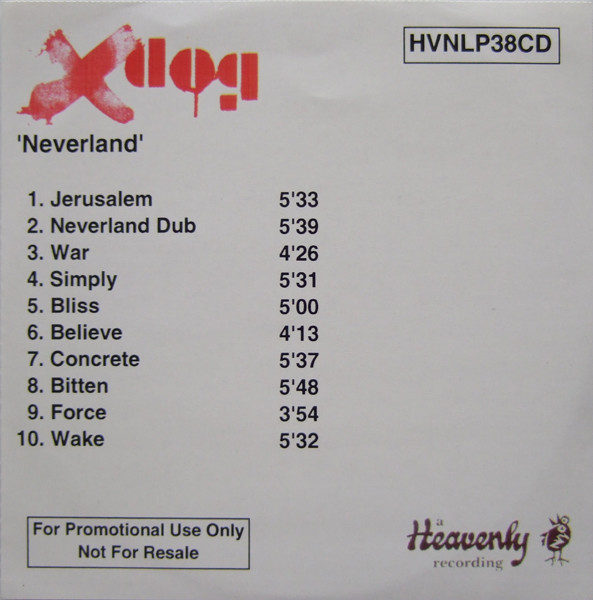 HVNLP38CD
'Neverland'
1. Jerusalem 5'33
2. Neverland Dub 5'39
3. War 4'26
4. Simply 5'31
5. Bliss 5'00
6. Believe 4'13
7. Concrete 5'37
8. Bitten 5'48
9. Force 3'54
10. Wake 5'32
For Promotional Use Only
Not For Resale
a
Heavenly
recording